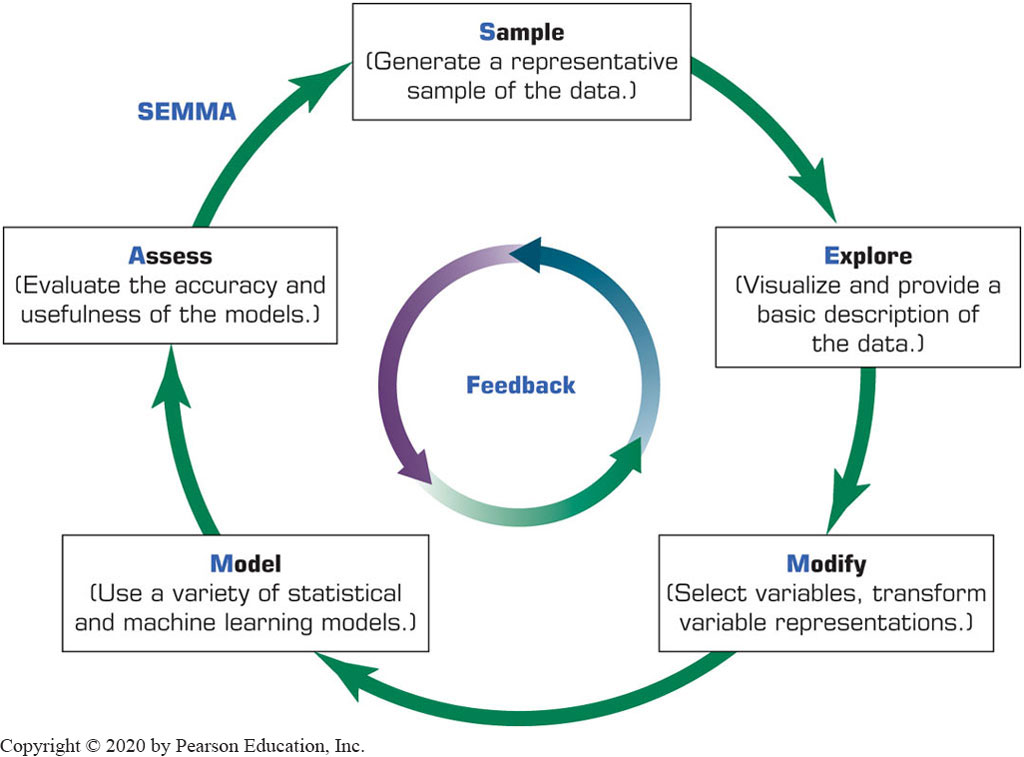 Sample
(Generate a representative
sample of the data.)
SEMMA
Explore
(Visualize and provide a
basic description of
the data.)
Modify
(Select variables, transform
variable representations.)
Model
(Use a variety of statistical
and machine learning models.)
Assess
(Evaluate the accuracy and
usefulness of the models.)
Feedback
Copyright © 2020 by Pearson Education, Inc.